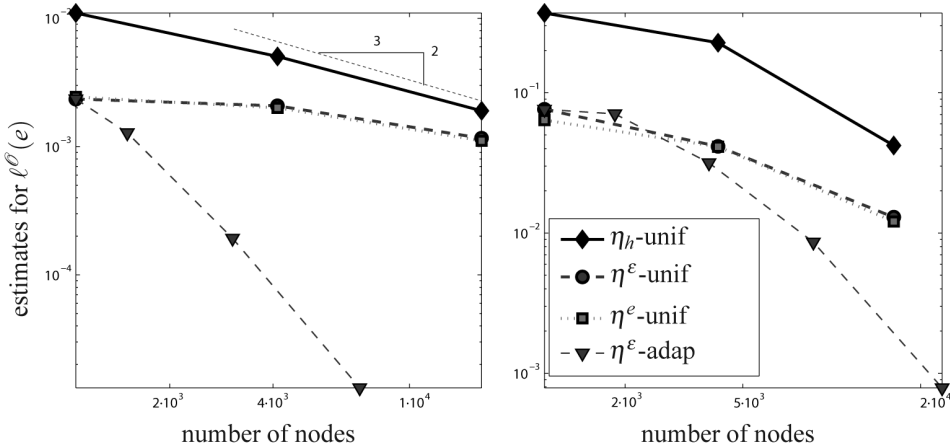 10⁻²
10⁻³
10⁻⁴
estimates for ℓ^𝒪(e)
3
2
2·10³
4·10³
1·10⁴
number of nodes
10⁻¹
10⁻²
10⁻³
ηₕ-unif
η^ε-unif
η^e-unif
η^ε-adap
2·10³
5·10³
2·10⁴
number of nodes